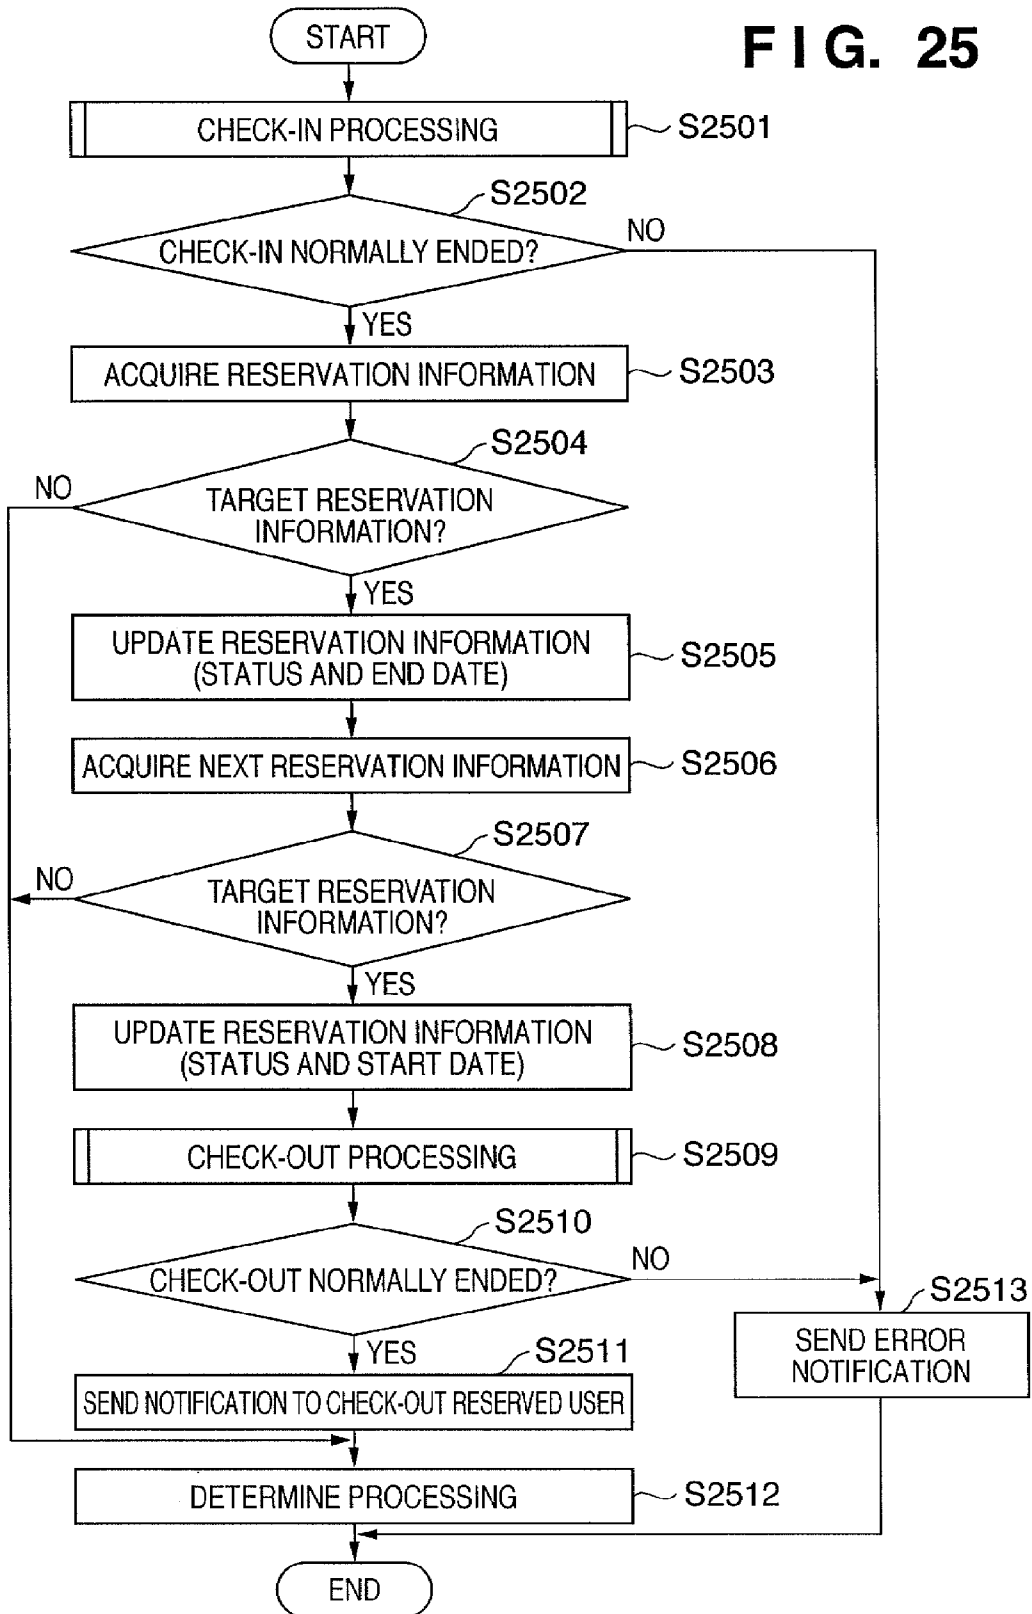 START
FIG. 25
CHECK-IN PROCESSING
S2501
S2502
CHECK-IN NORMALLY ENDED?
NO
YES
ACQUIRE RESERVATION INFORMATION
S2503
S2504
NO
TARGET RESERVATION
INFORMATION?
YES
UPDATE RESERVATION INFORMATION
(STATUS AND END DATE)
S2505
ACQUIRE NEXT RESERVATION INFORMATION
S2506
S2507
NO
TARGET RESERVATION
INFORMATION?
YES
UPDATE RESERVATION INFORMATION
(STATUS AND START DATE)
S2508
CHECK-OUT PROCESSING
S2509
S2510
CHECK-OUT NORMALLY ENDED?
NO
S2513
SEND ERROR
NOTIFICATION
YES
S2511
SEND NOTIFICATION TO CHECK-OUT RESERVED USER
DETERMINE PROCESSING
S2512
END